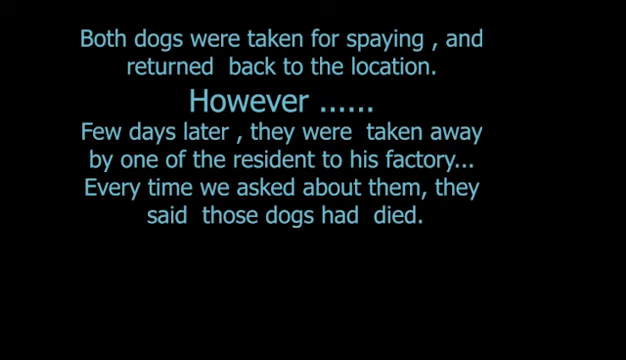 Both dogs were taken for spaying , and
returned  back to the location.
However ......
Few days later , they were  taken away
by one of the resident to his factory...
Every time we asked about them, they
said  those dogs had  died.